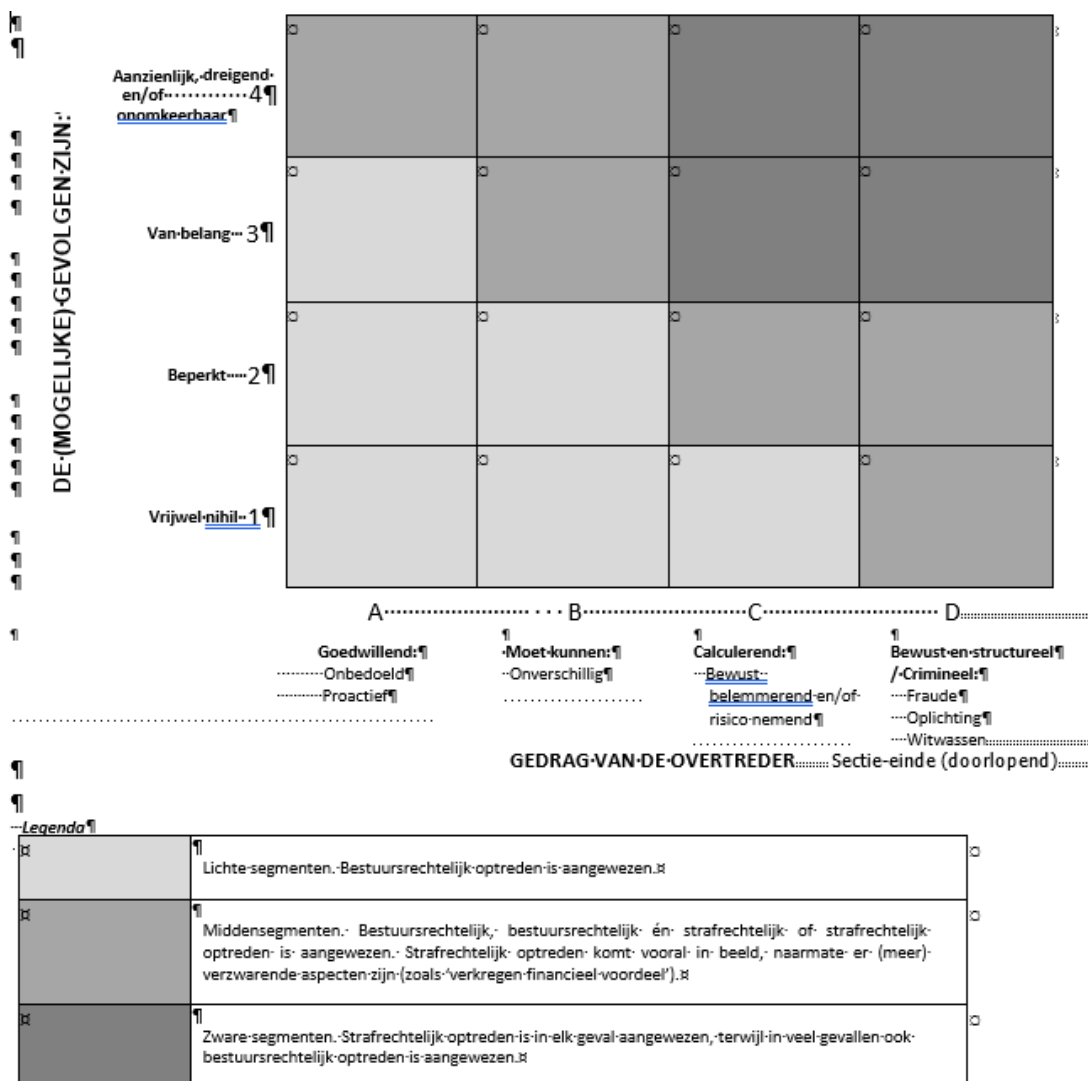 Aanzienlijk, dreigend
en/of 4
onomkeerbaar
DE (MOGELIJKE) GEVOLGEN ZIJN:
Van belang 3
Beperkt 2
Vrijwel nihil 1
A B C D
Goedwillend:
Onbedoeld
Proactief
Moet kunnen:
Onverschillig
Calculerend:
Bewust
belemmerend en/of
risico nemend
Bewust en structureel
/ Crimineel:
Fraude
Oplichting
Witwassen
GEDRAG VAN DE OVERTREDER Sectie-einde (doorlopend)
Legenda
Lichte segmenten. Bestuursrechtelijk optreden is aangewezen.
Middensegmenten. Bestuursrechtelijk, bestuursrechtelijk én strafrechtelijk of strafrechtelijk
optreden is aangewezen. Strafrechtelijk optreden komt vooral in beeld, naarmate er (meer)
verzwarende aspecten zijn (zoals 'verkregen financieel voordeel').
Zware segmenten. Strafrechtelijk optreden is in elk geval aangewezen, terwijl in veel gevallen ook
bestuursrechtelijk optreden is aangewezen.